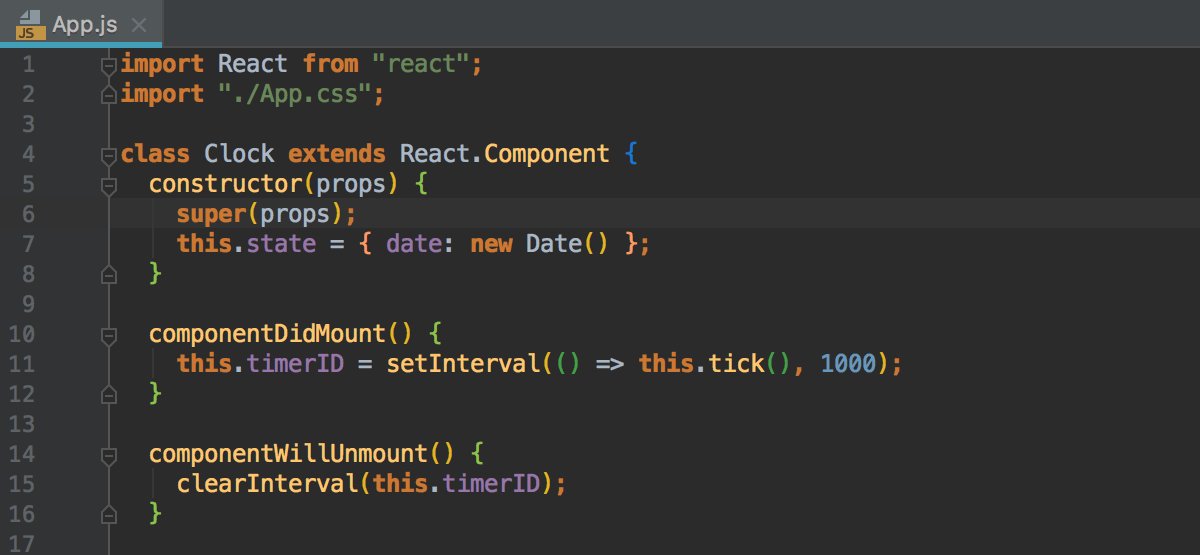 JS App.js
1 import React from "react";
2 import "./App.css";
3
4 class Clock extends React.Component {
5   constructor(props) {
6     super(props);
7     this.state = { date: new Date() };
8   }
9
10   componentDidMount() {
11     this.timerID = setInterval(() => this.tick(), 1000);
12   }
13
14   componentWillUnmount() {
15     clearInterval(this.timerID);
16   }
17